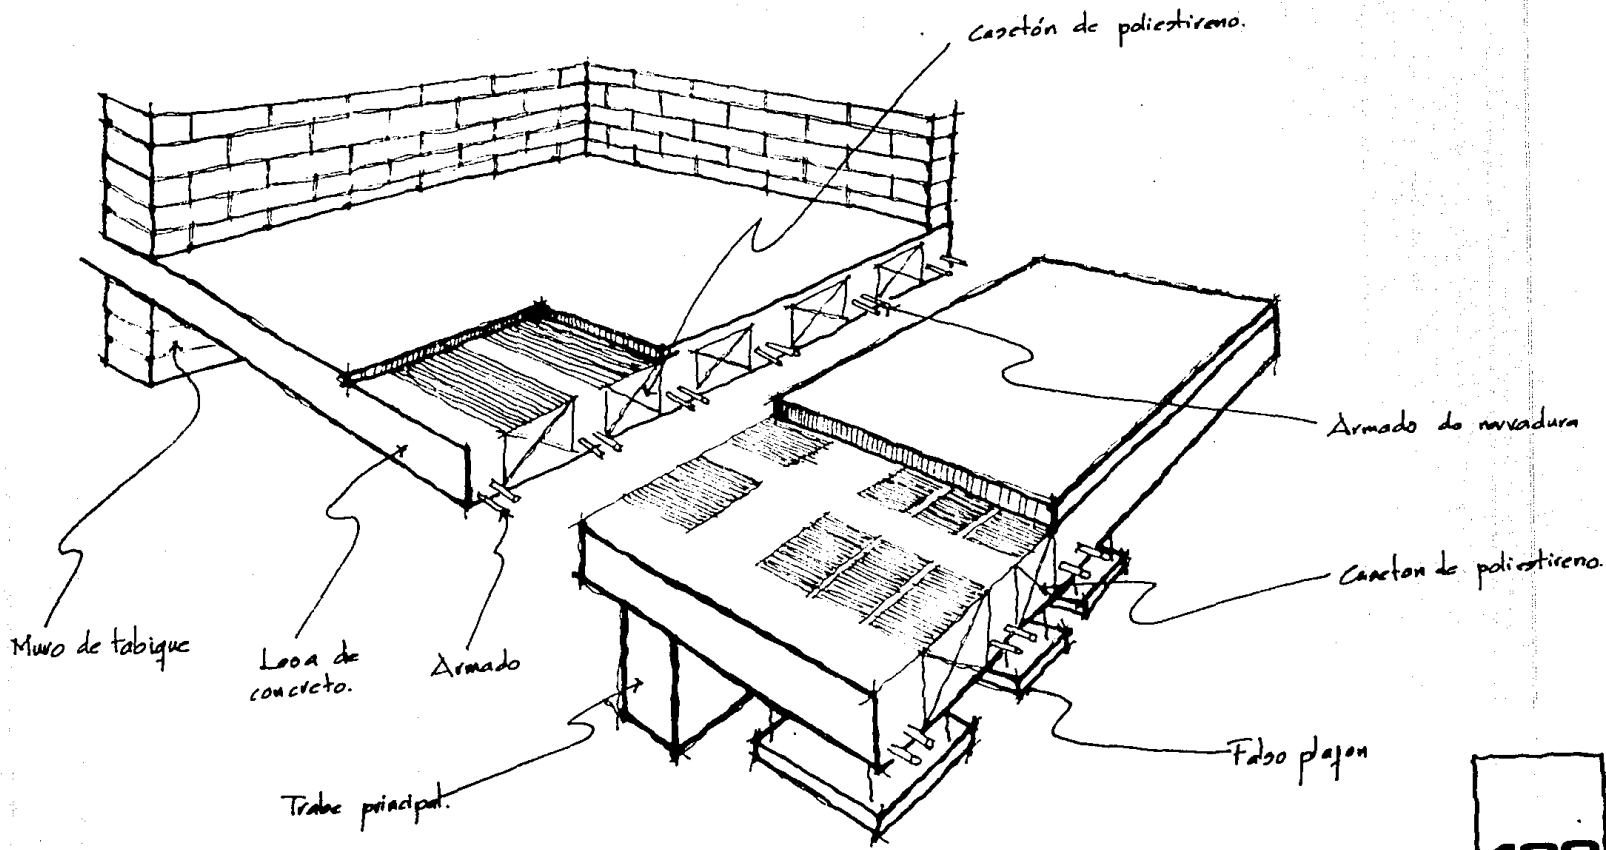 Casetón de poliestireno.
Armado de nervadura
Caseton de poliestireno.
Muro de tabique
Losa de
concreto.
Armado
Falso plafon
Trabe principal.